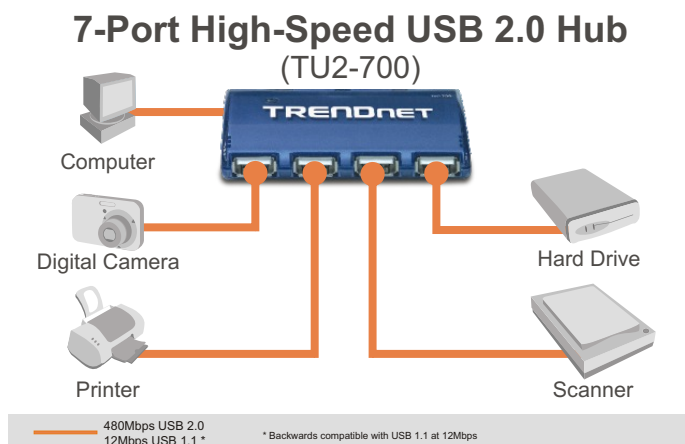 7-Port High-Speed USB 2.0 Hub
(TU2-700)
TRENDNET
Computer
Digital Camera
Hard Drive
Printer
Scanner
480Mbps USB 2.0
12Mbps USB 1.1 *
* Backwards compatible with USB 1.1 at 12Mbps